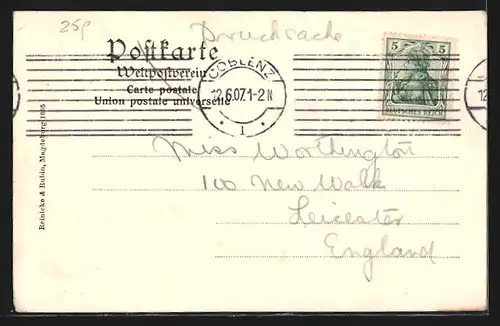 25p
Drucksache
Postkarte
Weltpostverein
Carte postale
Union postale universelle
COBLENZ
12.6.07.1-2N
1
5 5
DEUTSCHES REICH
12
Miss Worthington
100 New Walk
Leicester
England
Reinicke & Rubin, Magdeburg 1905